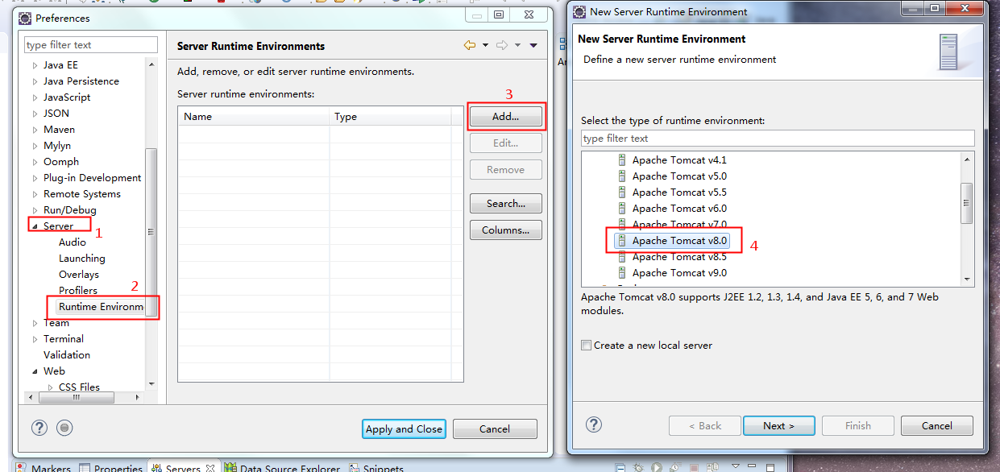 Preferences
type filter text
Java EE
Java Persistence
JavaScript
JSON
Maven
Mylyn
Oomph
Plug-in Development
Remote Systems
Run/Debug
Server
1
Audio
Launching
Overlays
Profilers
2
Runtime Environm
Team
Terminal
Validation
Web
CSS Files
Server Runtime Environments
Add, remove, or edit server runtime environments.
Server runtime environments:
Name
Type
3
Add...
Edit...
Remove
Search...
Columns...
Apply and Close
Cancel
New Server Runtime Environment
New Server Runtime Environment
Define a new server runtime environment
Select the type of runtime environment:
type filter text
Apache Tomcat v4.1
Apache Tomcat v5.0
Apache Tomcat v5.5
Apache Tomcat v6.0
Apache Tomcat v7.0
Apache Tomcat v8.0
4
Apache Tomcat v8.5
Apache Tomcat v9.0
Apache Tomcat v8.0 supports J2EE 1.2, 1.3, 1.4, and Java EE 5, 6, and 7 Web
modules.
Create a new local server
< Back
Next >
Finish
Cancel
Markers
Properties
Servers
Data Source Explorer
Snippets